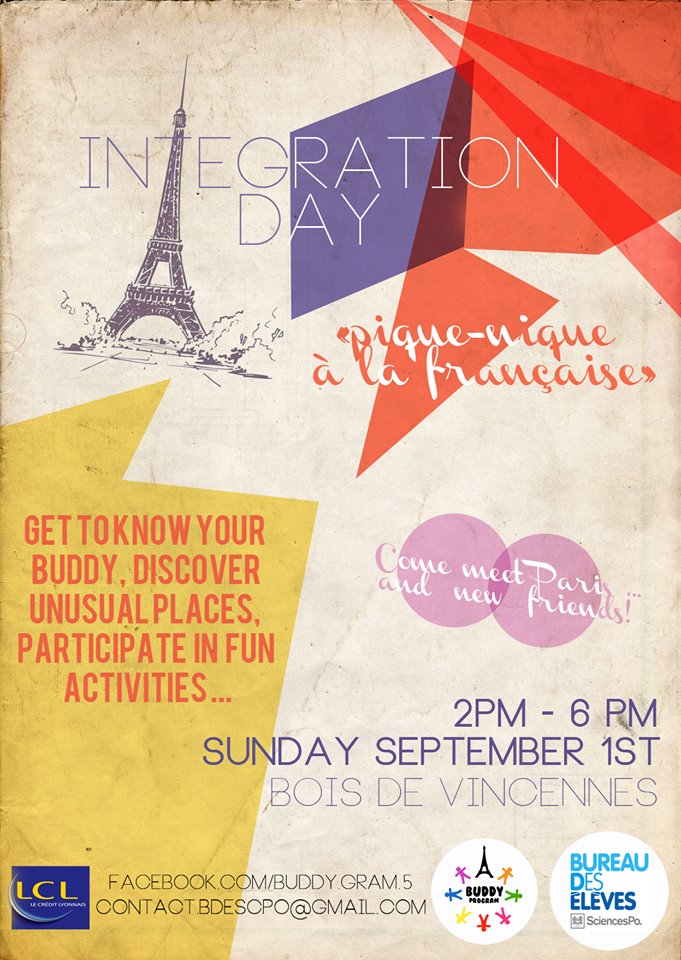 INTEGRATION
DAY
«pique-nique
à la française»
GET TO KNOW YOUR
BUDDY, DISCOVER
UNUSUAL PLACES,
PARTICIPATE IN FUN
ACTIVITIES...
Come meet Paris ...
and new friends!
2PM - 6 PM
SUNDAY SEPTEMBER 1ST
BOIS DE VINCENNES
LCL
LE CRÉDIT LYONNAIS
FACEBOOK.COM/BUDDY.GRAM.5
CONTACT.BDESCPO@GMAIL.COM
BUDDY
PROGRAM
BUREAU
DES
ÉLÈVES
SciencesPo.